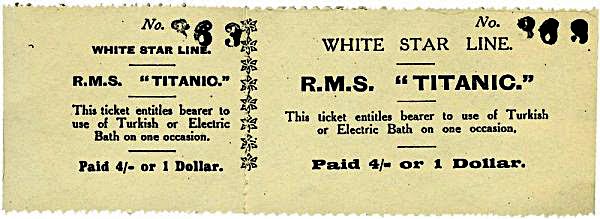 No. 363
WHITE STAR LINE.
R.M.S. "TITANIC."
This ticket entitles bearer to
use of Turkish or Electric
Bath on one occasion.
Paid 4/- or 1 Dollar.
No.
WHITE STAR LINE.
R.M.S. "TITANIC."
This ticket entitles bearer to use of Turkish
or Electric Bath on one occasion.
Paid 4/- or 1 Dollar.